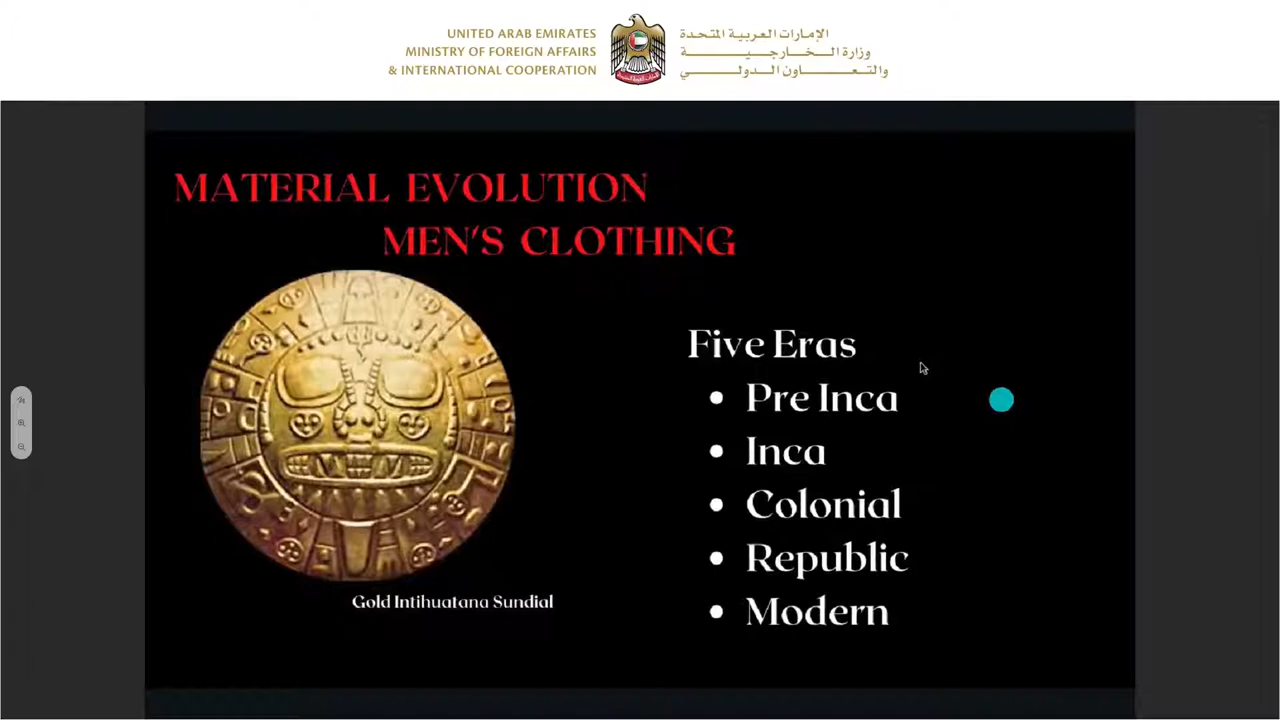 UNITED ARAB EMIRATES
MINISTRY OF FOREIGN AFFAIRS
& INTERNATIONAL COOPERATION
الإمارات العربية المتحدة
وزارة الخارجية
والتعاون الدولي
MATERIAL EVOLUTION
MEN'S CLOTHING
Five Eras
• Pre Inca
• Inca
• Colonial
• Republic
• Modern
Gold Intihuatana Sundial